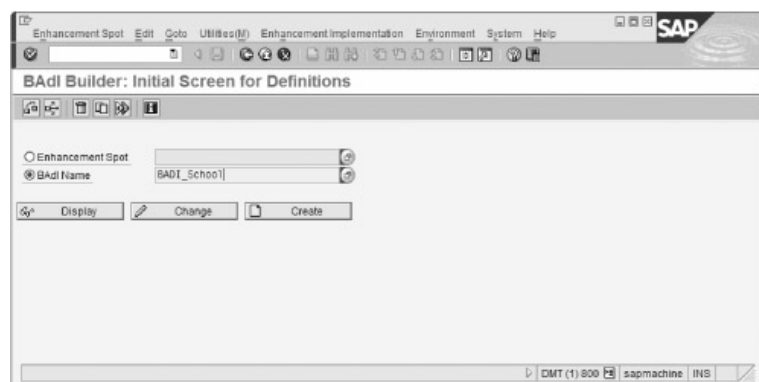 Enhancement Spot Edit Goto Utilities(M) Enhancement Implementation Environment System Help
SAP
BAdI Builder: Initial Screen for Definitions
Enhancement Spot
BAdI Name BADI_School
Display Change Create
DMT (1) 800 sapmachine INS